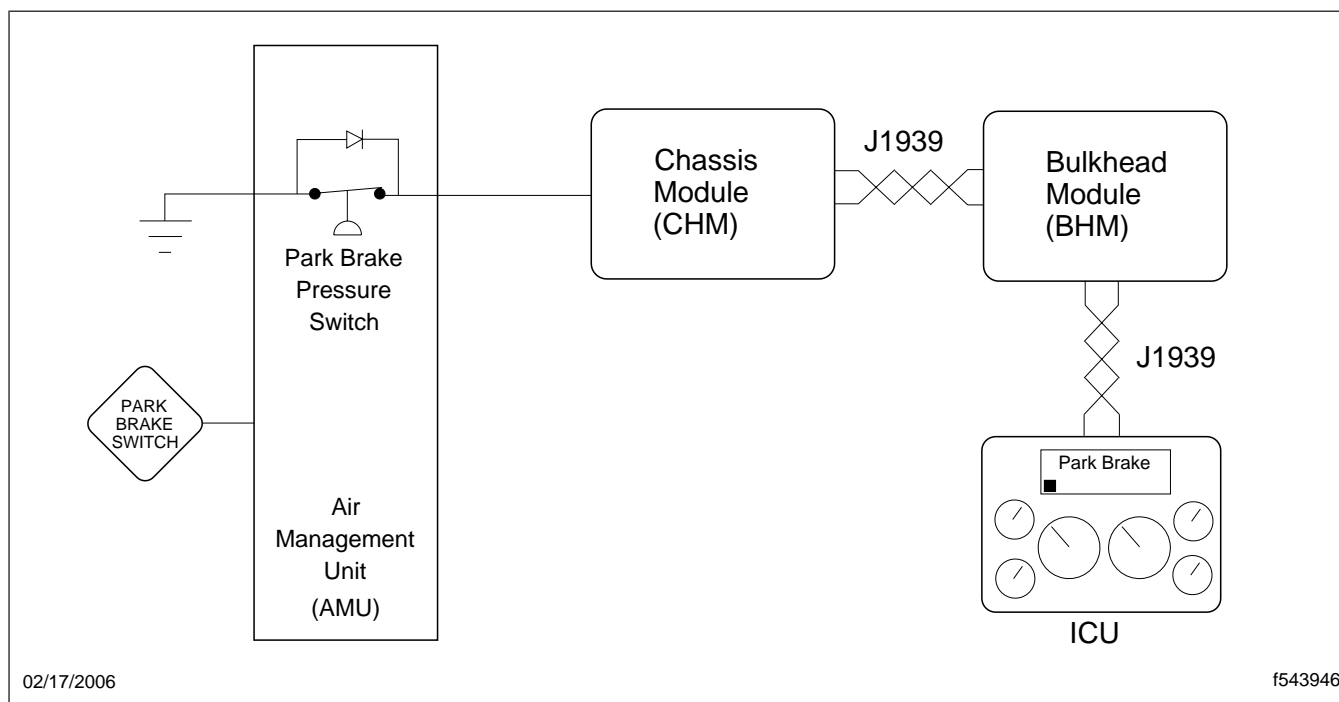 Park Brake
Pressure
Switch
PARK
BRAKE
SWITCH
Air
Management
Unit
(AMU)
Chassis
Module
(CHM)
J1939
Bulkhead
Module
(BHM)
J1939
Park Brake
ICU
02/17/2006
f543946